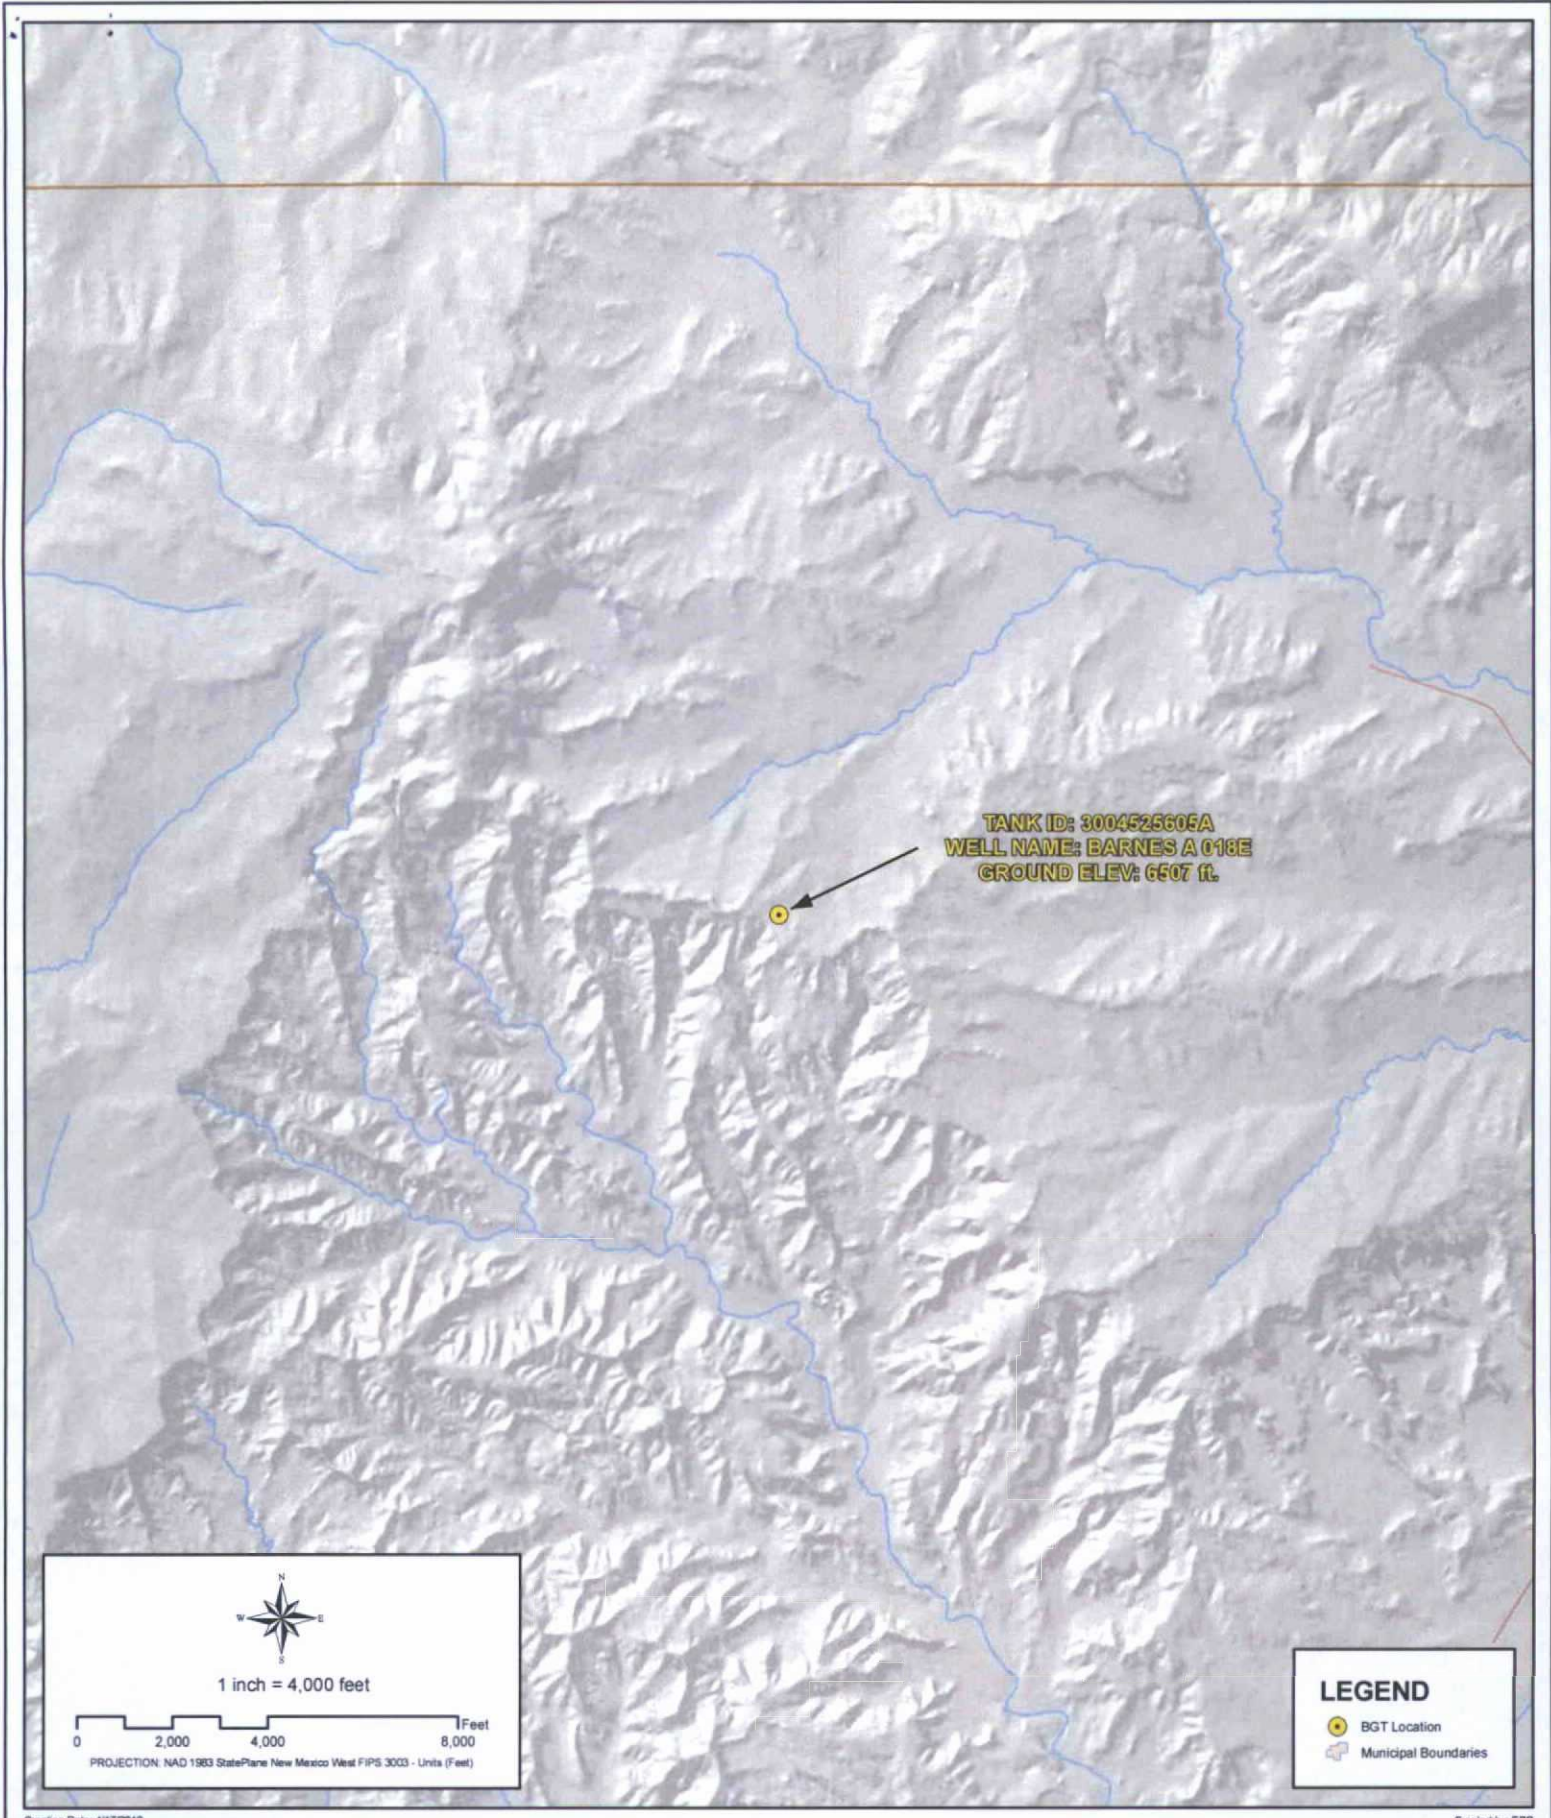 TANK ID: 3004525605A
WELL NAME: BARNES A 018E
GROUND ELEV: 6507 ft.
N
W E
S
1 inch = 4,000 feet
Feet
0 2,000 4,000 8,000
PROJECTION: NAD 1983 StatePlane New Mexico West FIPS 3003 - Units (Feet)
LEGEND
BGT Location
Municipal Boundaries